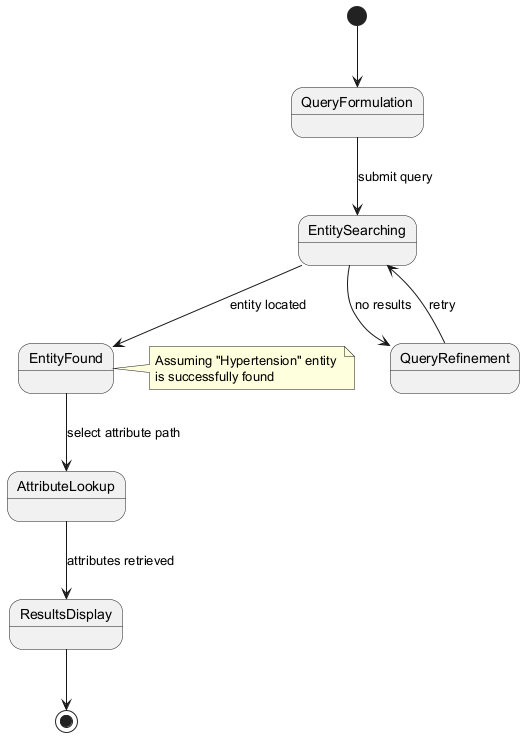 QueryFormulation
submit query
EntitySearching
entity located
no results
retry
EntityFound
Assuming "Hypertension" entity
is successfully found
QueryRefinement
select attribute path
AttributeLookup
attributes retrieved
ResultsDisplay